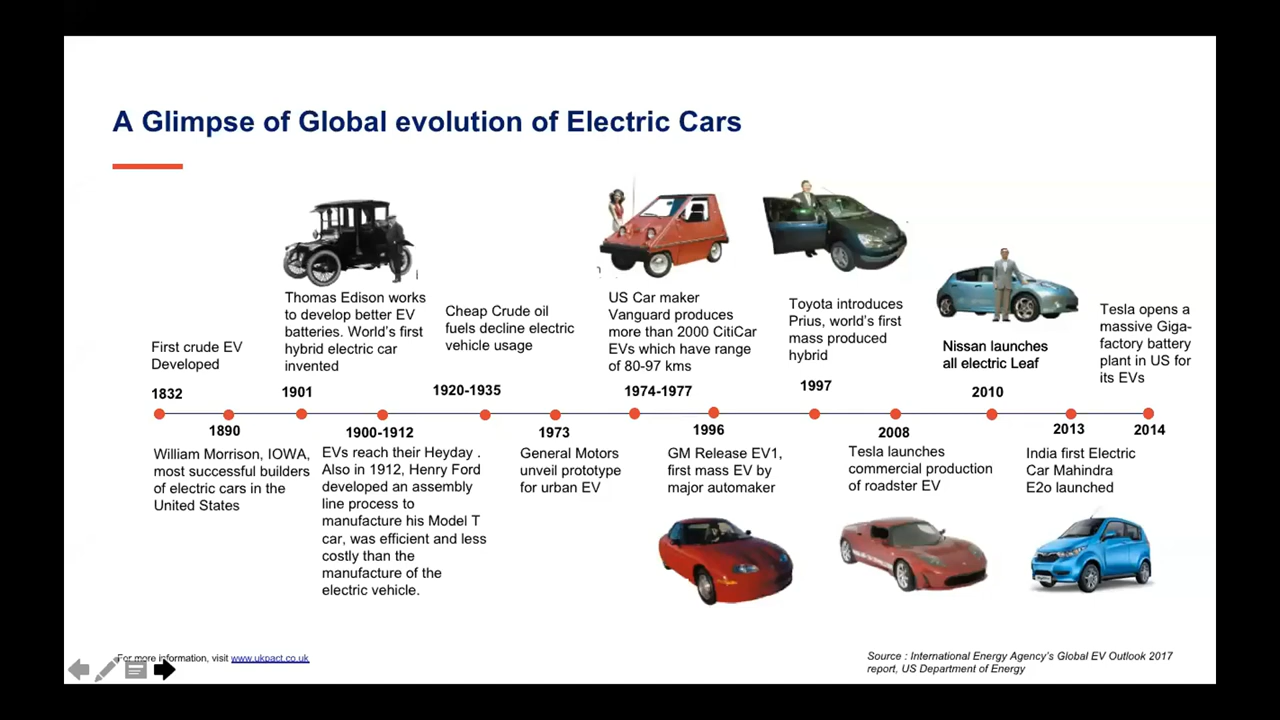 A Glimpse of Global evolution of Electric Cars
First crude EV
Developed
1832
1890
William Morrison, IOWA,
most successful builders
of electric cars in the
United States
Thomas Edison works
to develop better EV
batteries. World's first
hybrid electric car
invented
1901
1900-1912
EVs reach their Heyday .
Also in 1912, Henry Ford
developed an assembly
line process to
manufacture his Model T
car, was efficient and less
costly than the
manufacture of the
electric vehicle.
Cheap Crude oil
fuels decline electric
vehicle usage
1920-1935
1973
General Motors
unveil prototype
for urban EV
US Car maker
Vanguard produces
more than 2000 CitiCar
EVs which have range
of 80-97 kms
1974-1977
1996
GM Release EV1,
first mass EV by
major automaker
Toyota introduces
Prius, world's first
mass produced
hybrid
1997
2008
Tesla launches
commercial production
of roadster EV
Nissan launches
all electric Leaf
2010
2013
India first Electric
Car Mahindra
E2o launched
Tesla opens a
massive Giga-
factory battery
plant in US for
its EVs
2014
For more information, visit www.ukpact.co.uk
Source : International Energy Agency's Global EV Outlook 2017
report, US Department of Energy